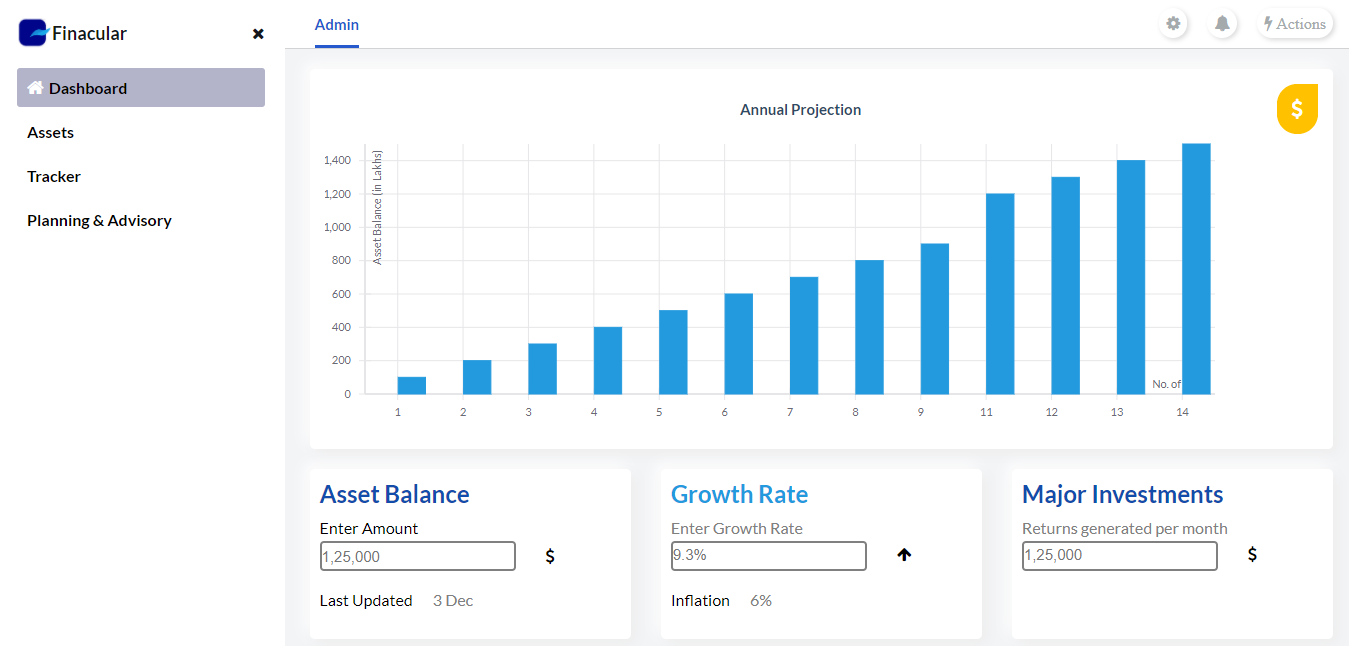 Finacular
Dashboard
Assets
Tracker
Planning & Advisory
Admin
Actions
Annual Projection
$
Asset Balance (in Lakhs)
1,400
1,200
1,000
800
600
400
200
0
No. of
1 2 3 4 5 6 7 8 9 11 12 13 14
Asset Balance
Enter Amount
1,25,000 $
Last Updated 3 Dec
Growth Rate
Enter Growth Rate
9.3%
Inflation 6%
Major Investments
Returns generated per month
1,25,000 $